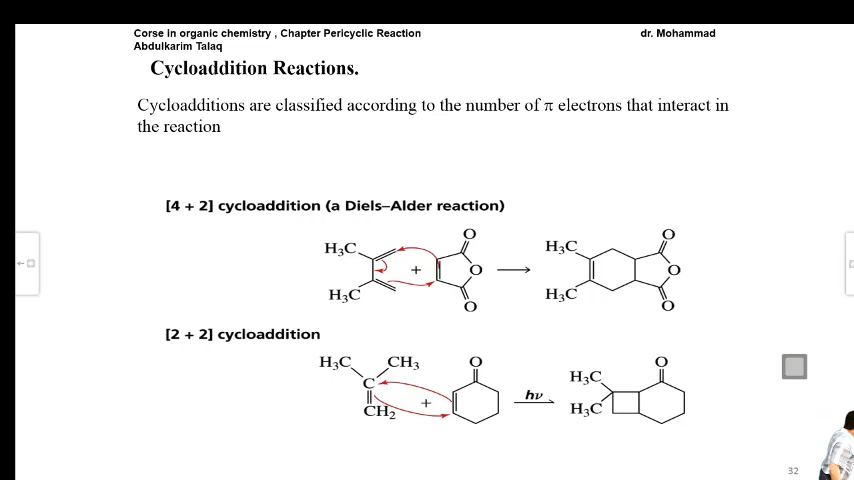 Corse in organic chemistry , Chapter Pericyclic Reaction dr. Mohammad
Abdulkarim Talaq
Cycloaddition Reactions.
Cycloadditions are classified according to the number of π electrons that interact in
the reaction
[4 + 2] cycloaddition (a Diels–Alder reaction)
H₃C H₃C + O O O → H₃C H₃C O O O
[2 + 2] cycloaddition
H₃C CH₃ C CH₂ + O hν → H₃C H₃C O
32